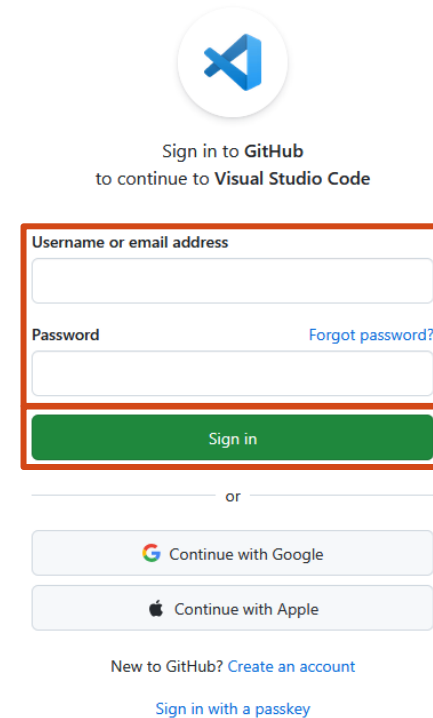 Sign in to GitHub
to continue to Visual Studio Code
Username or email address
Password Forgot password?
Sign in
or
Continue with Google
Continue with Apple
New to GitHub? Create an account
Sign in with a passkey